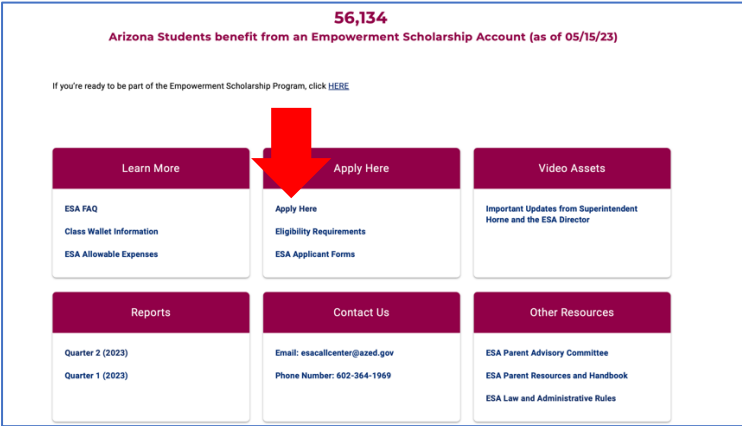 56,134
Arizona Students benefit from an Empowerment Scholarship Account (as of 05/15/23)
If you're ready to be part of the Empowerment Scholarship Program, click HERE
Learn More
ESA FAQ
Class Wallet Information
ESA Allowable Expenses
Apply Here
Apply Here
Eligibility Requirements
ESA Applicant Forms
Video Assets
Important Updates from Superintendent
Horne and the ESA Director
Reports
Quarter 2 (2023)
Quarter 1 (2023)
Contact Us
Email: esacallcenter@azed.gov
Phone Number: 602-364-1969
Other Resources
ESA Parent Advisory Committee
ESA Parent Resources and Handbook
ESA Law and Administrative Rules